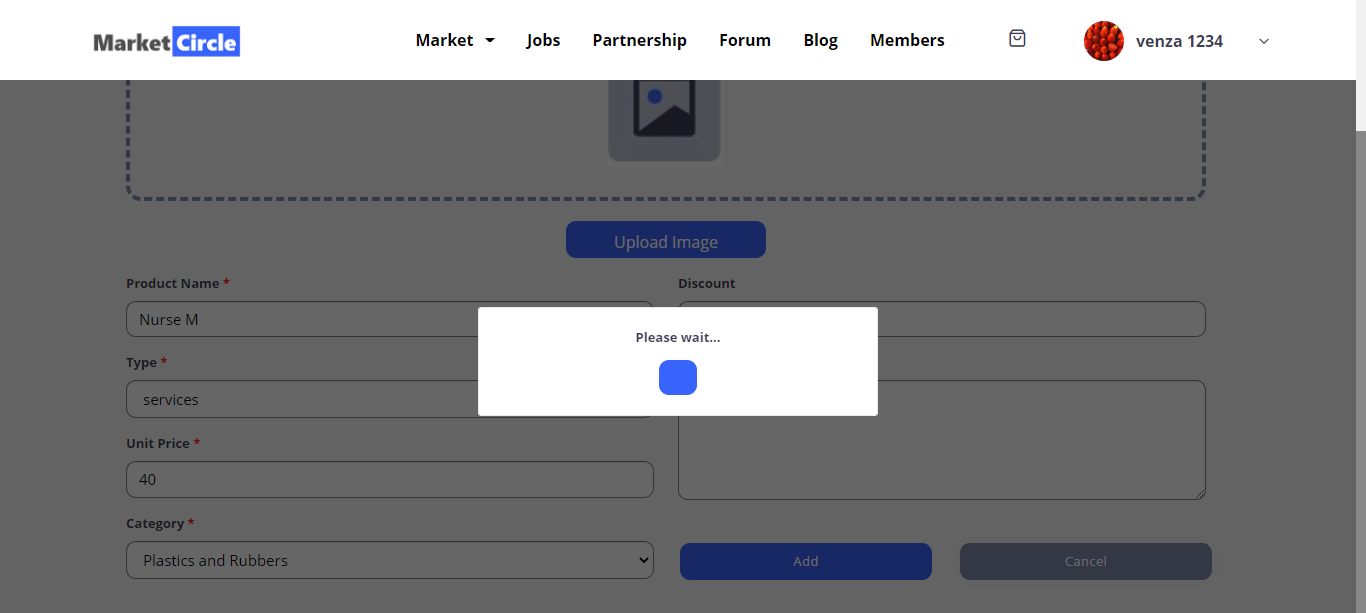 Market Circle
Market
Jobs
Partnership
Forum
Blog
Members
venza 1234
Upload Image
Product Name *
Discount
Nurse M
Please wait...
Type *
services
Unit Price *
40
Category *
Plastics and Rubbers
Add
Cancel